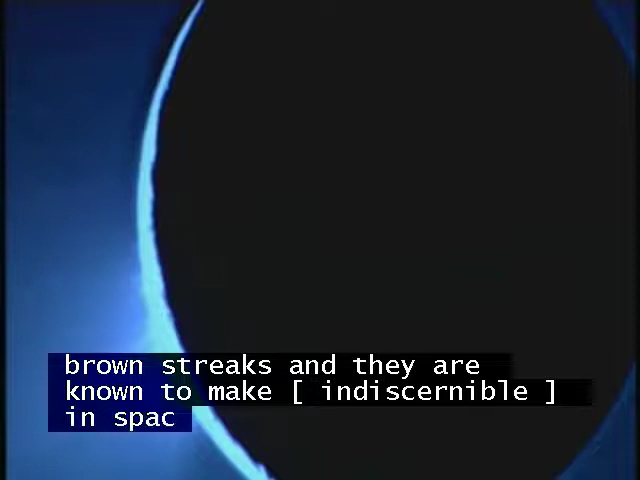 brown streaks and they are
known to make [ indiscernible ]
in spac